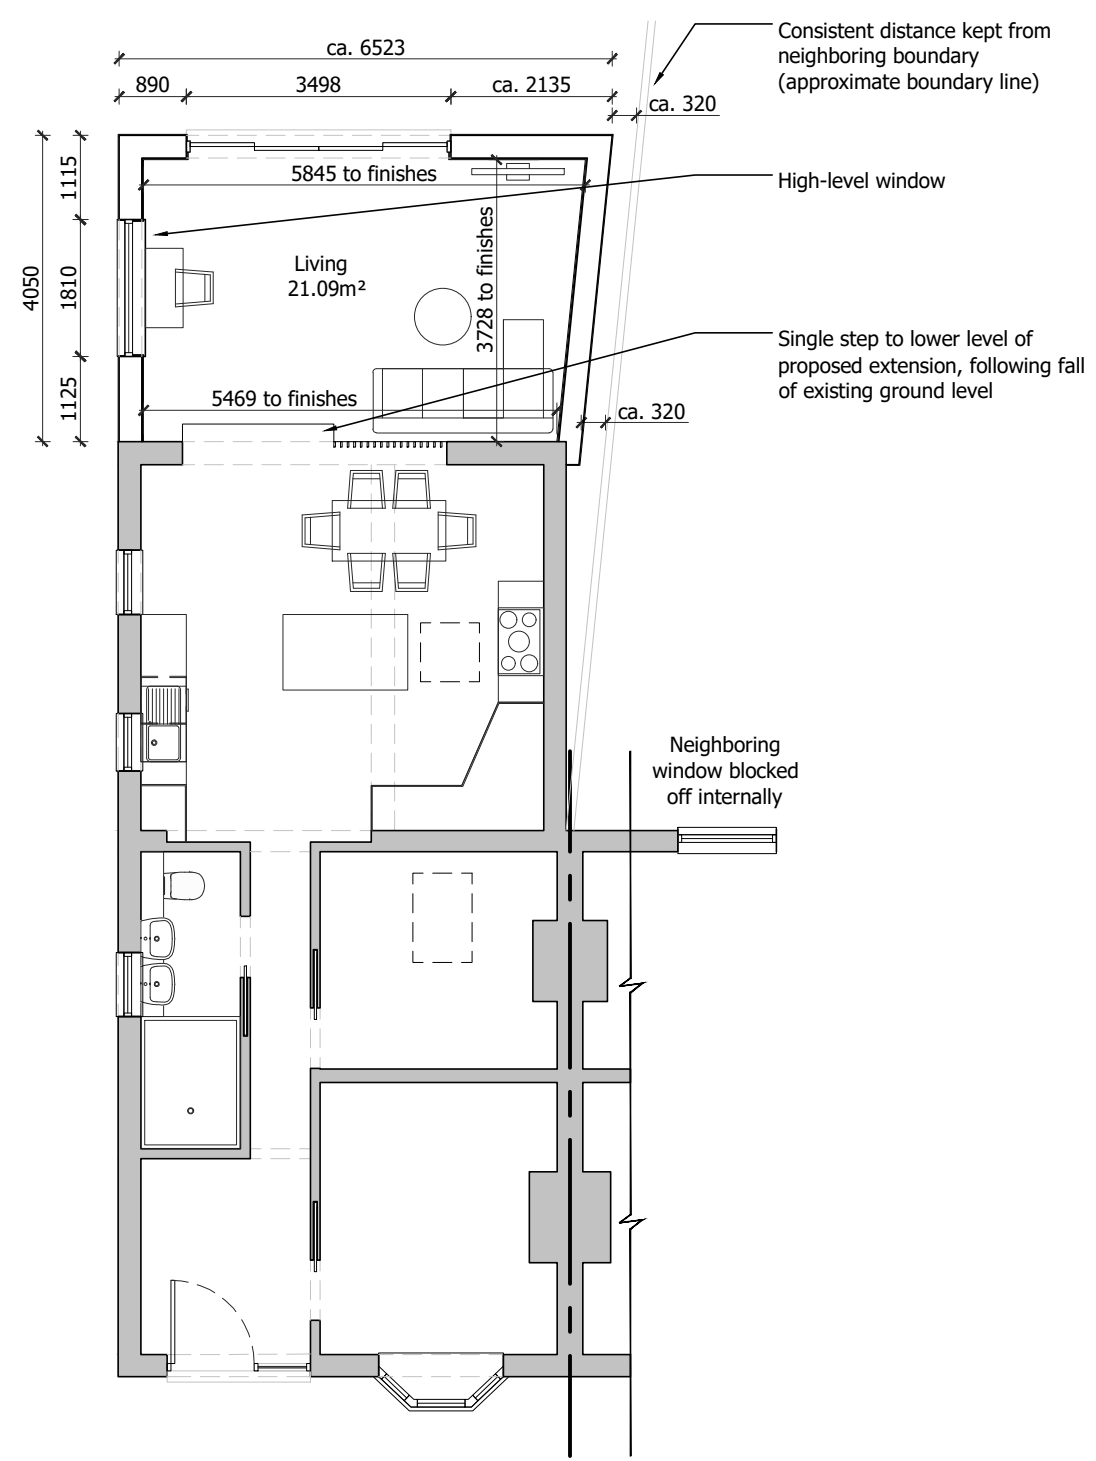 Consistent distance kept from
neighboring boundary
(approximate boundary line)
ca. 6523
890
3498
ca. 2135
ca. 320
5845 to finishes
High-level window
1115
4050
1810
1125
Living
21.09m²
3728 to finishes
Single step to lower level of
proposed extension, following fall
of existing ground level
5469 to finishes
ca. 320
Neighboring
window blocked
off internally